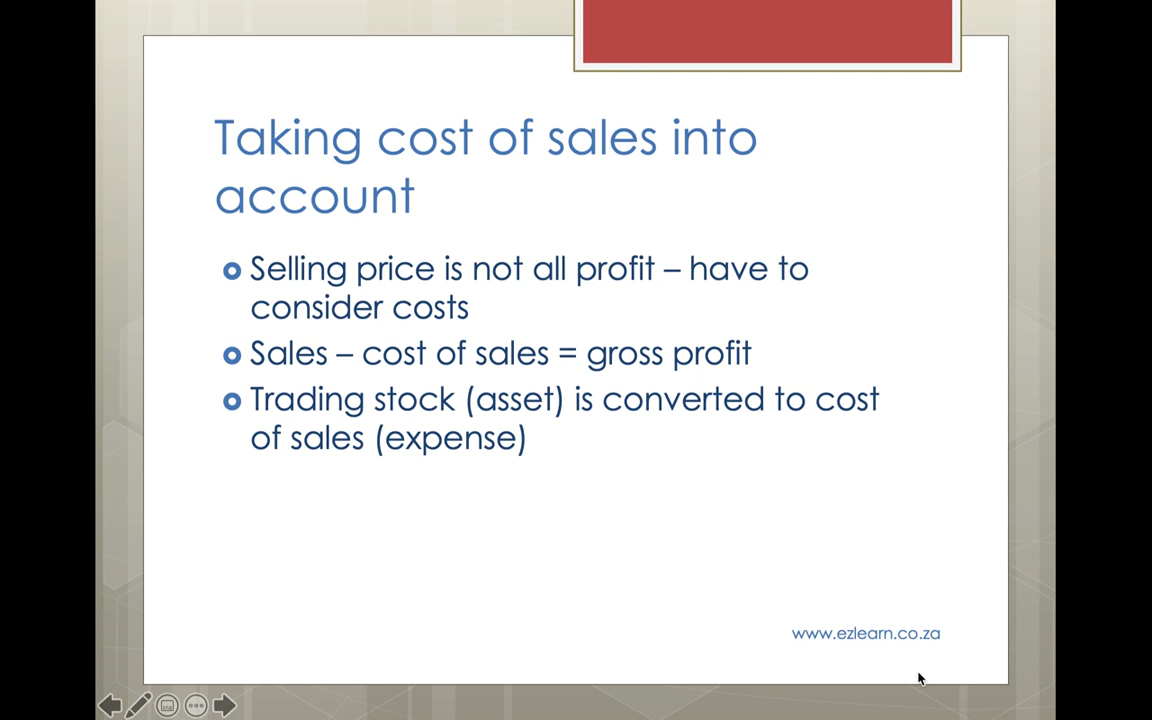 Taking cost of sales into
account
Selling price is not all profit – have to
consider costs
Sales – cost of sales = gross profit
Trading stock (asset) is converted to cost
of sales (expense)
www.ezlearn.co.za